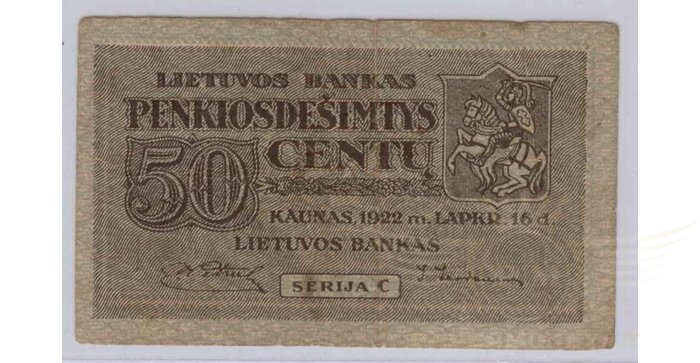 LIETUVOS BANKAS
PENKIOSDEŠIMTYS
50 CENTŲ
KAUNAS, 1922 m. LAPKR. 16 d.
LIETUVOS BANKAS
SERIJA C